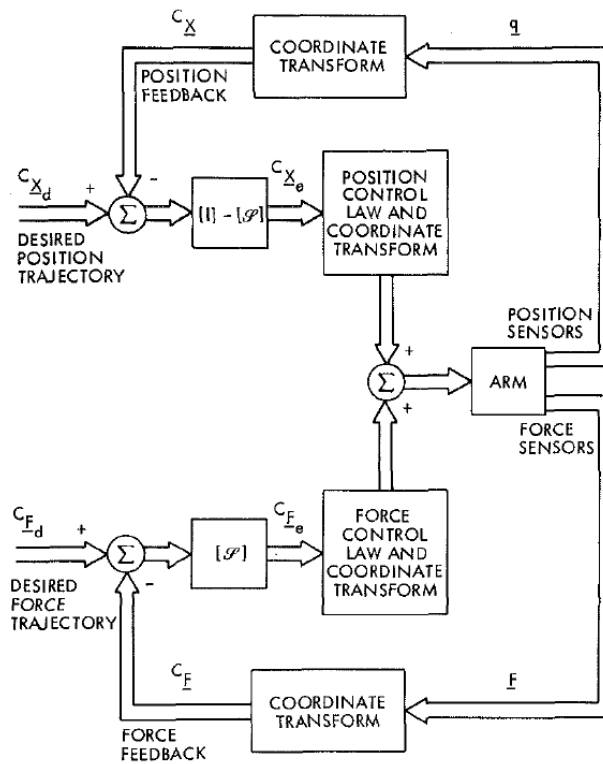 C X
COORDINATE
TRANSFORM
q
POSITION
FEEDBACK
C X d
+
−
Σ
DESIRED
POSITION
TRAJECTORY
[I] − [𝒮]
C X e
POSITION
CONTROL
LAW AND
COORDINATE
TRANSFORM
+
Σ
+
ARM
POSITION
SENSORS
FORCE
SENSORS
C F d
+
Σ
−
DESIRED
FORCE
TRAJECTORY
[𝒮]
C F e
FORCE
CONTROL
LAW AND
COORDINATE
TRANSFORM
C F
FORCE
FEEDBACK
COORDINATE
TRANSFORM
F